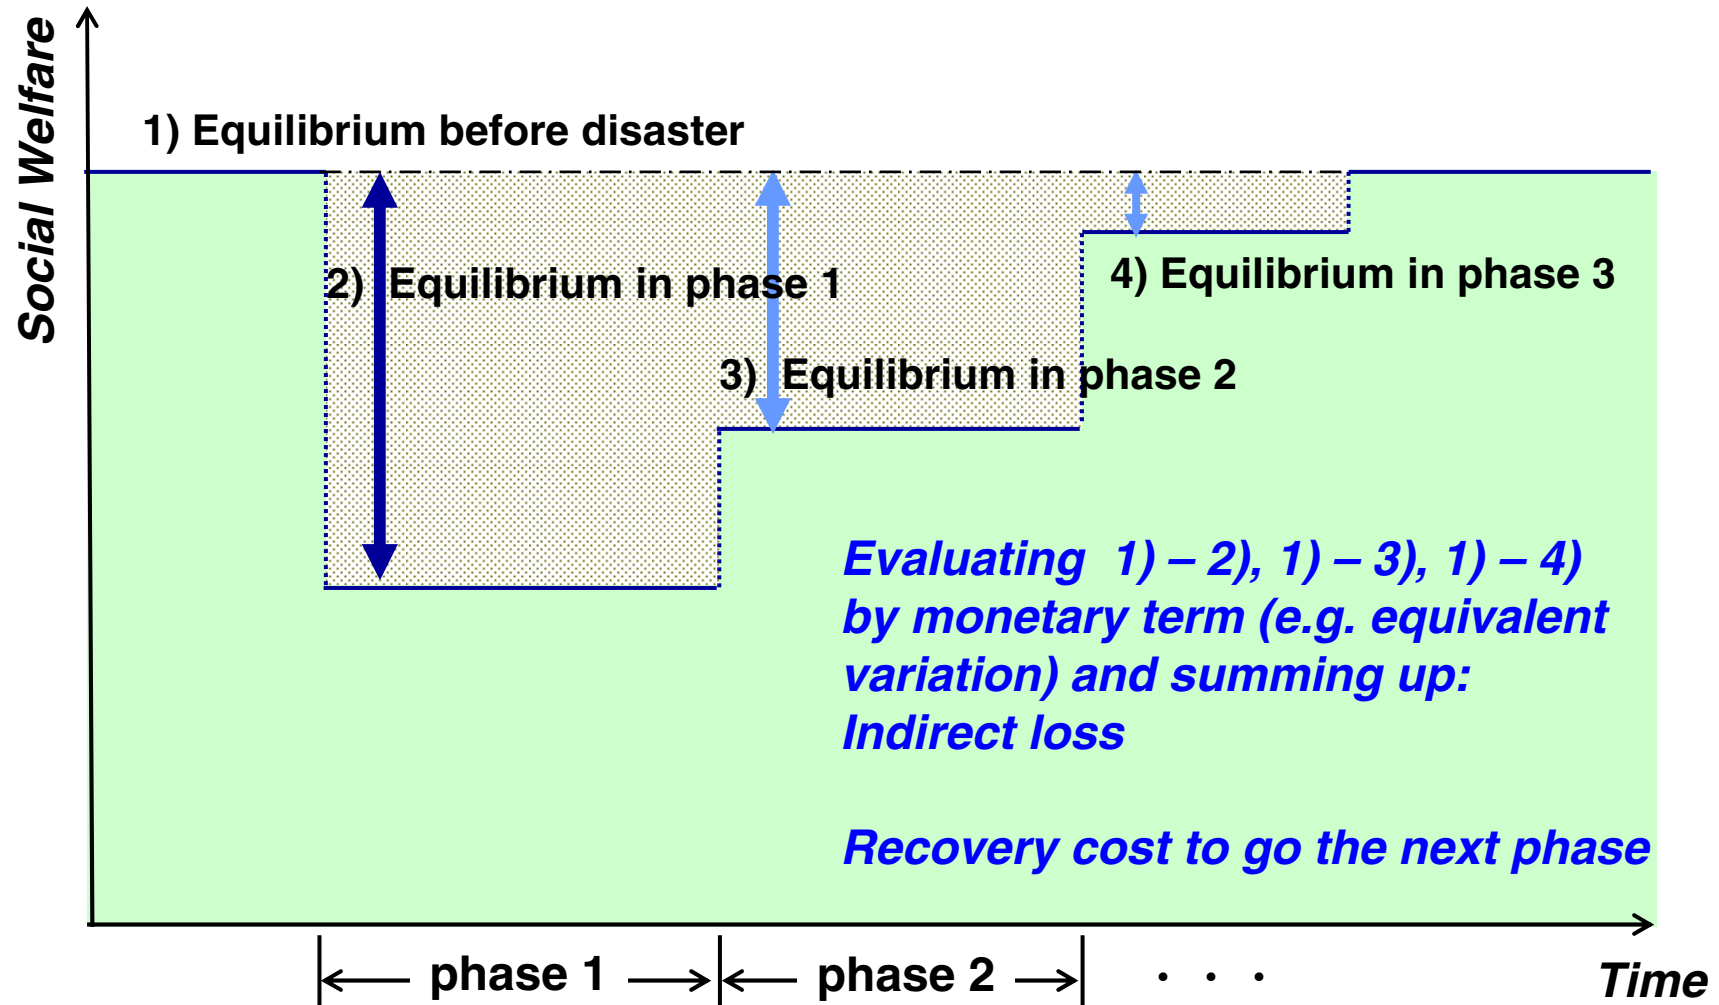 Social Welfare
1) Equilibrium before disaster
2) Equilibrium in phase 1
4) Equilibrium in phase 3
3) Equilibrium in phase 2
Evaluating 1) – 2), 1) – 3), 1) – 4)
by monetary term (e.g. equivalent
variation) and summing up:
Indirect loss
Recovery cost to go the next phase
phase 1
phase 2
· · ·
Time